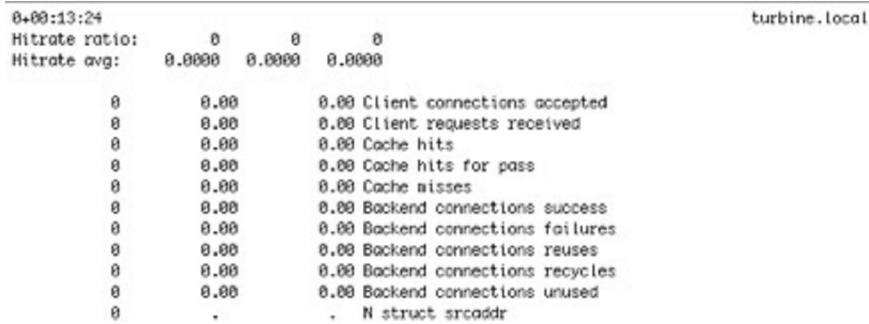 0+00:13:24 turbine.local
Hitrate ratio: 0 0 0
Hitrate avg: 0.0000 0.0000 0.0000
0 0.00 0.00 Client connections accepted
0 0.00 0.00 Client requests received
0 0.00 0.00 Cache hits
0 0.00 0.00 Cache hits for pass
0 0.00 0.00 Cache misses
0 0.00 0.00 Backend connections success
0 0.00 0.00 Backend connections failures
0 0.00 0.00 Backend connections reuses
0 0.00 0.00 Backend connections recycles
0 0.00 0.00 Backend connections unused
0 . . N struct srcaddr